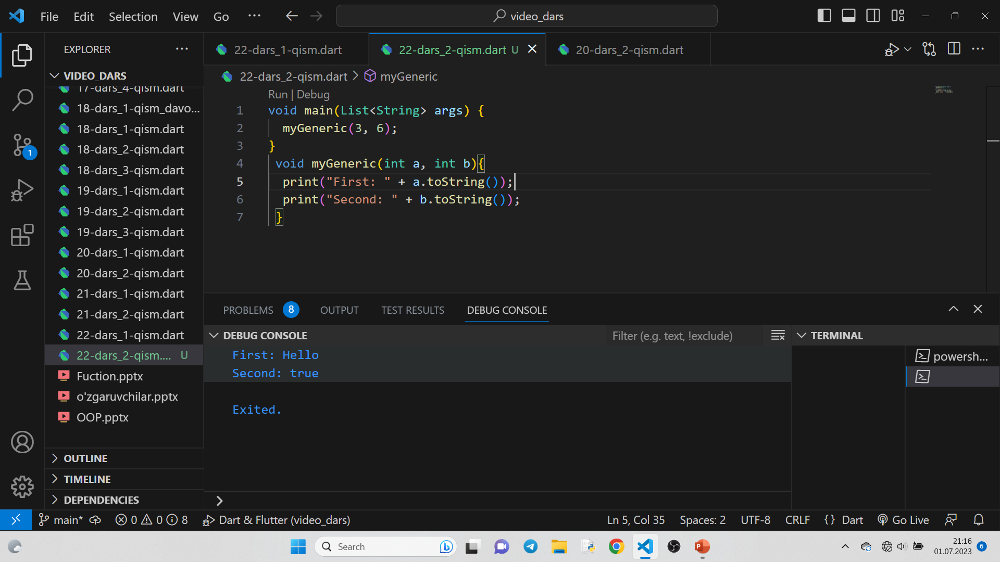 File Edit Selection View Go ···
video_dars
EXPLORER ···
VIDEO_DARS
17-dars_4-qism.dart
18-dars_1-qism_davo...
18-dars_1-qism.dart
18-dars_2-qism.dart
18-dars_3-qism.dart
19-dars_1-qism.dart
19-dars_2-qism.dart
19-dars_3-qism.dart
20-dars_1-qism.dart
20-dars_2-qism.dart
21-dars_1-qism.dart
21-dars_2-qism.dart
22-dars_1-qism.dart
22-dars_2-qism.... U
Fuction.pptx
o'zgaruvchilar.pptx
OOP.pptx
OUTLINE
TIMELINE
DEPENDENCIES
1
22-dars_1-qism.dart 22-dars_2-qism.dart U 20-dars_2-qism.dart
22-dars_2-qism.dart > myGeneric
Run | Debug
1 void main(List<String> args) {
2 myGeneric(3, 6);
3 }
4 void myGeneric(int a, int b){
5 print("First: " + a.toString());
6 print("Second: " + b.toString());
7 }
PROBLEMS 8 OUTPUT TEST RESULTS DEBUG CONSOLE
DEBUG CONSOLE Filter (e.g. text, !exclude) TERMINAL
First: Hello
Second: true
Exited.
powersh...
main* 0 0 8 Dart & Flutter (video_dars) Ln 5, Col 35 Spaces: 2 UTF-8 CRLF {} Dart Go Live
Search
21:16
01.07.2023
6